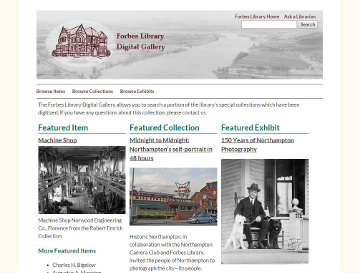 Forbes Library Home Ask a Librarian
Search
Forbes Library
Digital Gallery
Browse Items Browse Collections Browse Exhibits
The Forbes Library Digital Gallery allows you to search a portion of the library's special collections which have been
digitized. If you have any questions about this collection, please contact us.
Featured Item
Machine Shop
Machine Shop Norwood Engineering
Co., Florence from the Robert Emrick
Collection
More Featured Items
Charles H. Bigelow
Featured Collection
Midnight to Midnight:
Northampton's self-portrait in
48 hours
Historic Northampton, in
collaboration with the Northampton
Camera Club and Forbes Library,
invited the people of Northampton to
photograph the city—its people,
Featured Exhibit
150 Years of Northampton
Photography